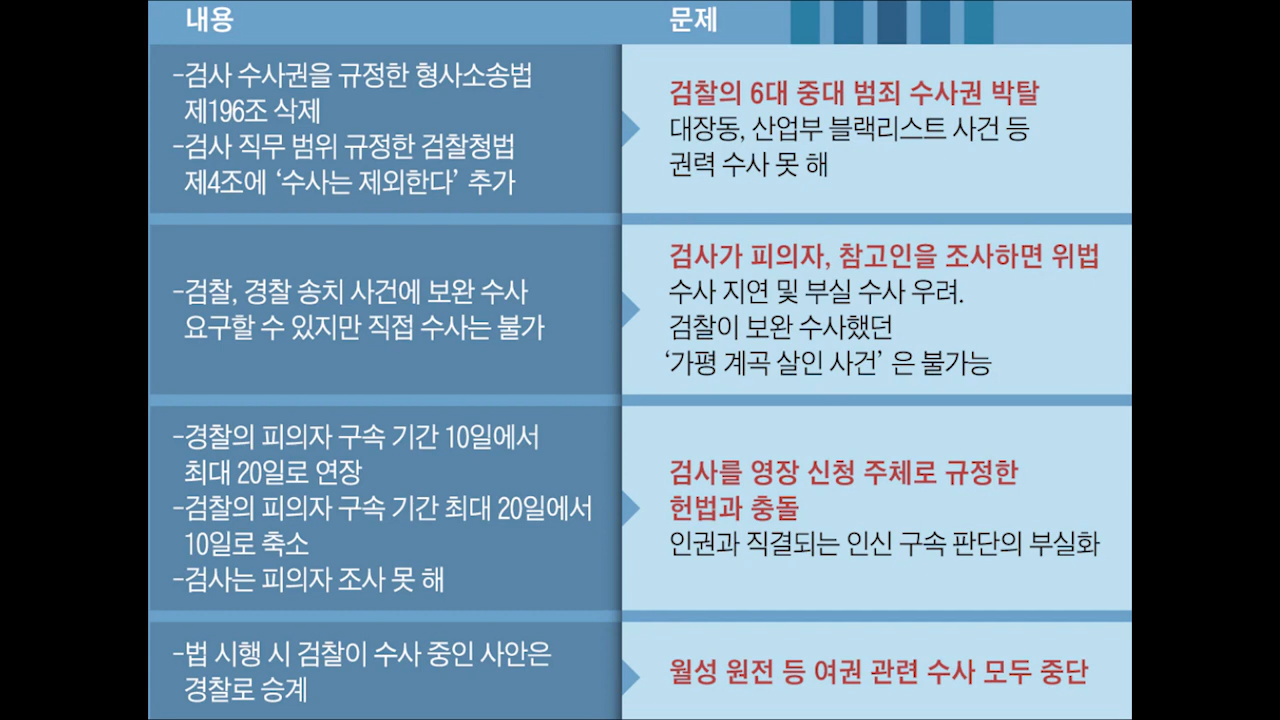 내용
문제
-검사 수사권을 규정한 형사소송법
제196조 삭제
-검사 직무 범위 규정한 검찰청법
제4조에 ‘수사는 제외한다’ 추가
검찰의 6대 중대 범죄 수사권 박탈
대장동, 산업부 블랙리스트 사건 등
권력 수사 못 해
-검찰, 경찰 송치 사건에 보완 수사
요구할 수 있지만 직접 수사는 불가
검사가 피의자, 참고인을 조사하면 위법
수사 지연 및 부실 수사 우려.
검찰이 보완 수사했던
‘가평 계곡 살인 사건’ 은 불가능
-경찰의 피의자 구속 기간 10일에서
최대 20일로 연장
-검찰의 피의자 구속 기간 최대 20일에서
10일로 축소
-검사는 피의자 조사 못 해
검사를 영장 신청 주체로 규정한
헌법과 충돌
인권과 직결되는 인신 구속 판단의 부실화
-법 시행 시 검찰이 수사 중인 사안은
경찰로 승계
월성 원전 등 여권 관련 수사 모두 중단